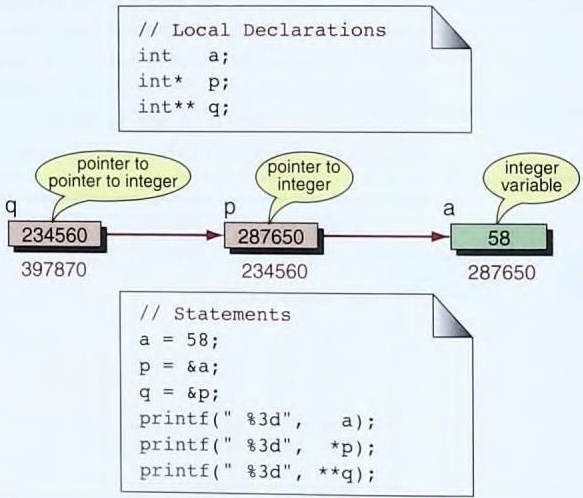 // Local Declarations
int a;
int* p;
int** q;
pointer to
pointer to integer
pointer to
integer
integer
variable
q
p
a
234560
287650
58
397870
234560
287650
// Statements
a = 58;
p = &a;
q = &p;
printf(" %3d", a);
printf(" %3d", *p);
printf(" %3d", **q);